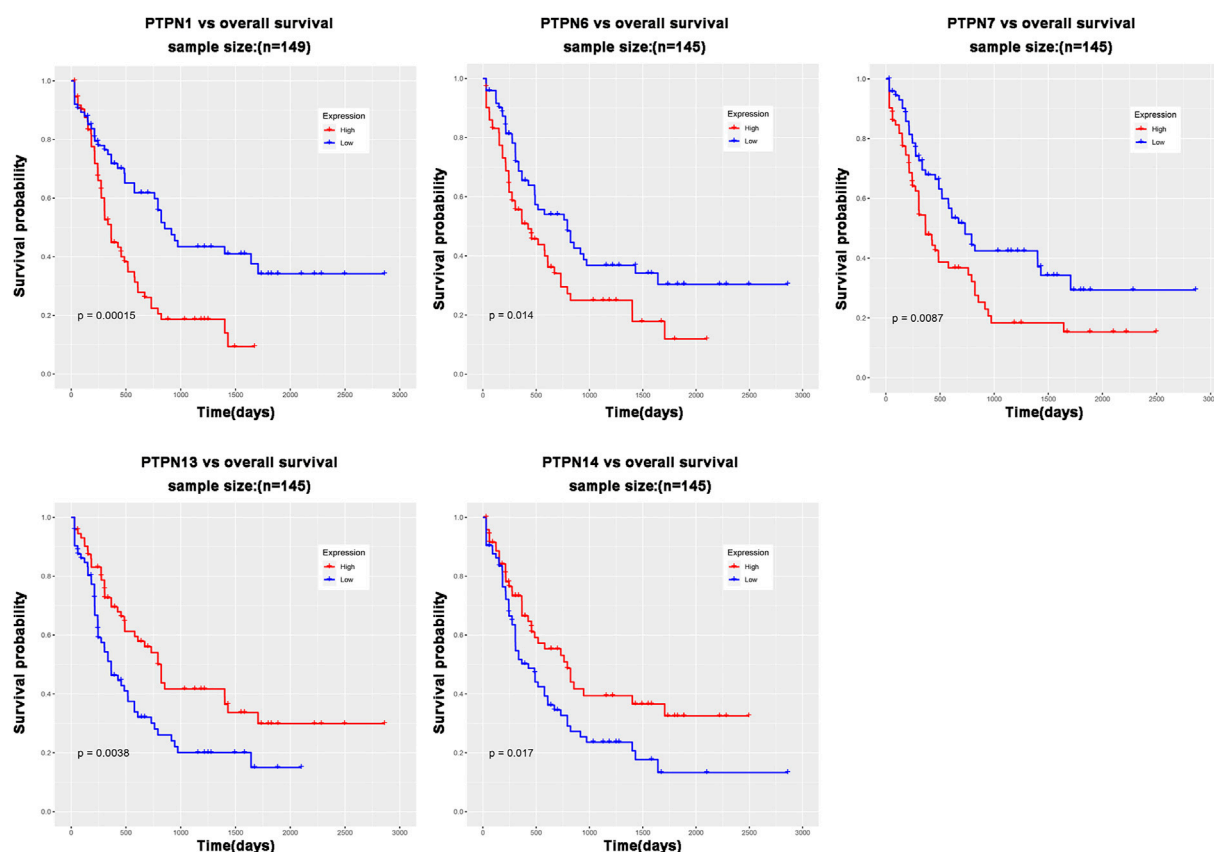 PTPN1 vs overall survival
sample size:(n=149)
Survival probability
1.0
0.8
0.6
0.4
0.2
0.0
Expression
High
Low
p = 0.00015
0 500 1000 1500 2000 2500 3000
Time(days)
PTPN6 vs overall survival
sample size:(n=145)
Survival probability
1.0
0.8
0.6
0.4
0.2
0.0
Expression
High
Low
p = 0.014
0 500 1000 1500 2000 2500 3000
Time(days)
PTPN7 vs overall survival
sample size:(n=145)
Survival probability
1.0
0.8
0.6
0.4
0.2
0.0
Expression
High
Low
p = 0.0087
0 500 1000 1500 2000 2500 3000
Time(days)
PTPN13 vs overall survival
sample size:(n=145)
Survival probability
1.0
0.8
0.6
0.4
0.2
0.0
Expression
High
Low
p = 0.0038
0 500 1000 1500 2000 2500 3000
Time(days)
PTPN14 vs overall survival
sample size:(n=145)
Survival probability
1.0
0.8
0.6
0.4
0.2
0.0
Expression
High
Low
p = 0.017
0 500 1000 1500 2000 2500 3000
Time(days)